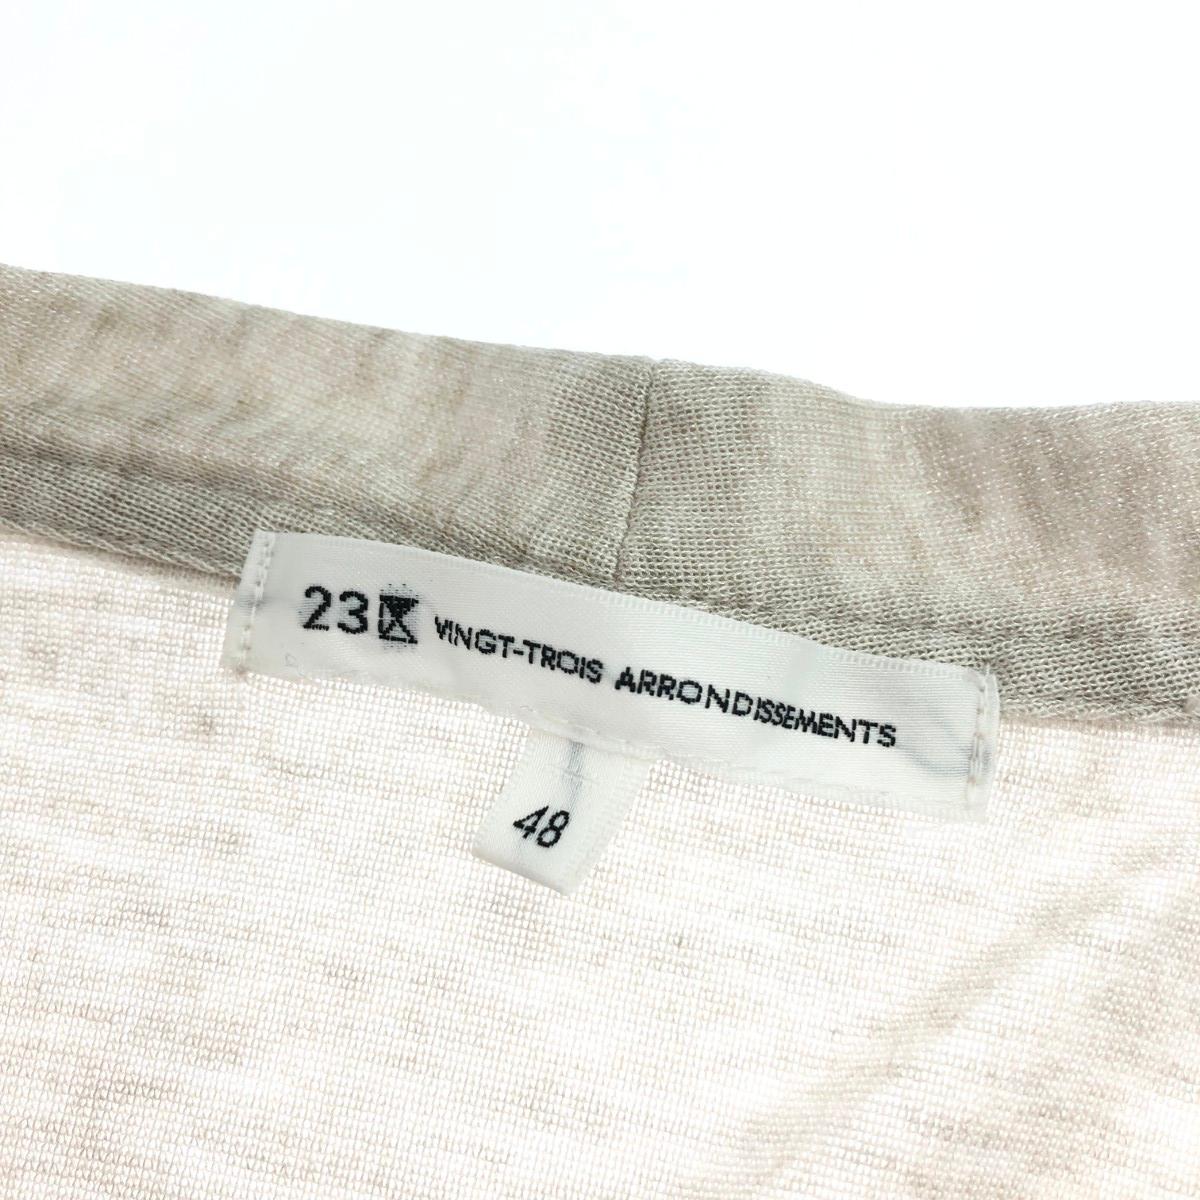 23区 VINGT-TROIS ARRONDISSEMENTS
48